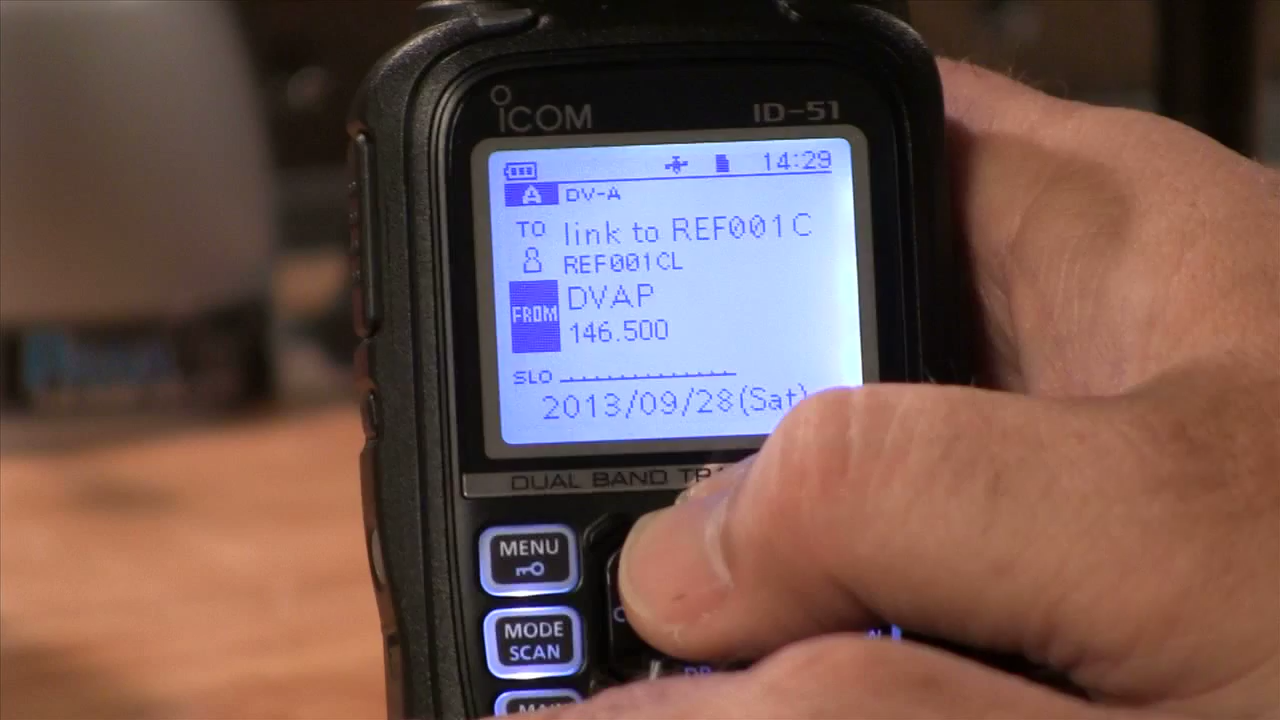 ICOM ID-51
14:29
A DV-A
TO link to REF001C
REF001CL
FROM DVAP
146.500
SLO
2013/09/28(Sat)
DUAL BAND
MENU
MODE
SCAN